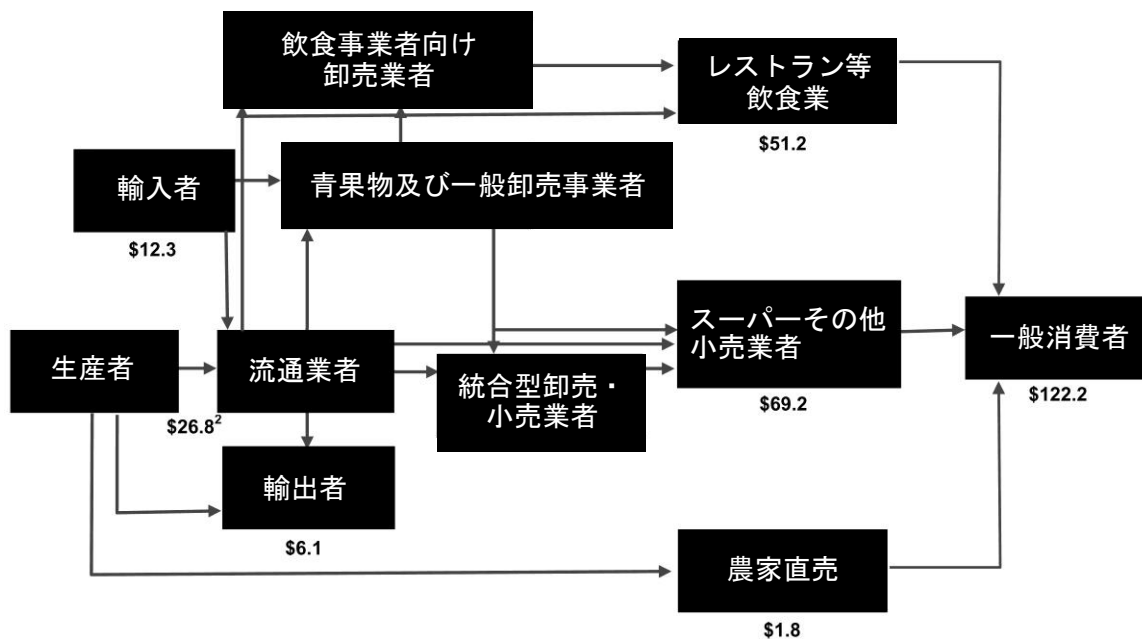 飲食事業者向け
卸売業者
レストラン等
飲食業
$51.2
輸入者
$12.3
青果物及び一般卸売事業者
生産者
$26.8²
流通業者
統合型卸売・
小売業者
スーパーその他
小売業者
$69.2
一般消費者
$122.2
輸出者
$6.1
農家直売
$1.8